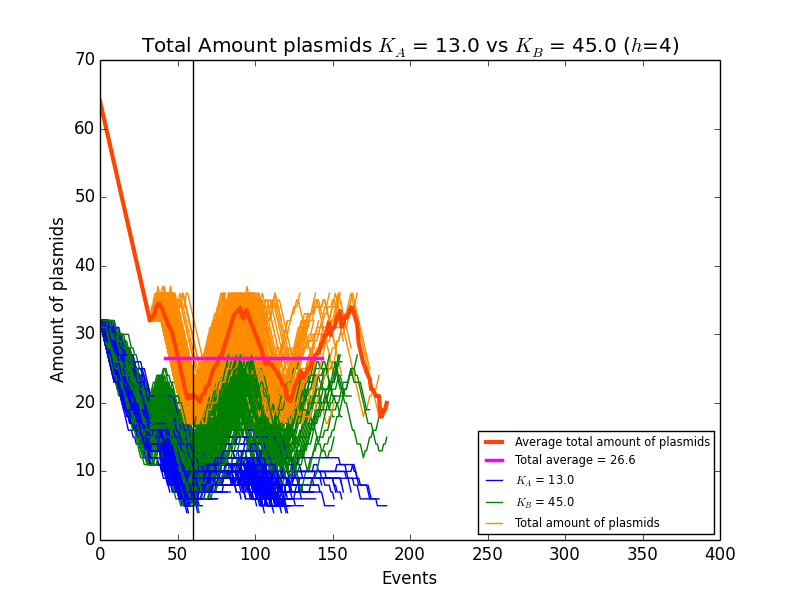 Total Amount plasmids K_A = 13.0 vs K_B = 45.0 (h=4)
70
60
50
40
30
20
10
0
Amount of plasmids
Average total amount of plasmids
Total average = 26.6
K_A = 13.0
K_B = 45.0
Total amount of plasmids
0 50 100 150 200 250 300 350 400
Events